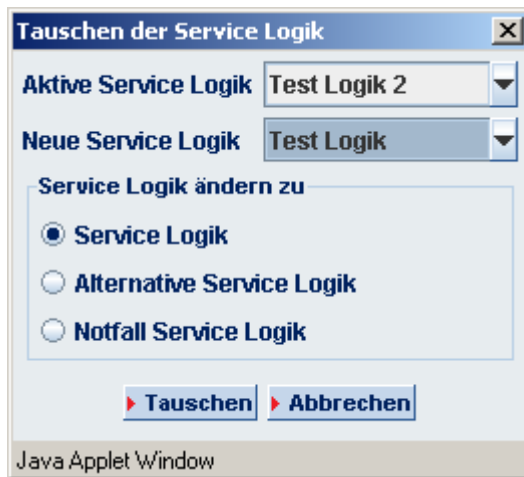 Tauschen der Service Logik
Aktive Service Logik Test Logik 2
Neue Service Logik Test Logik
Service Logik ändern zu
Service Logik
Alternative Service Logik
Notfall Service Logik
Tauschen Abbrechen
Java Applet Window